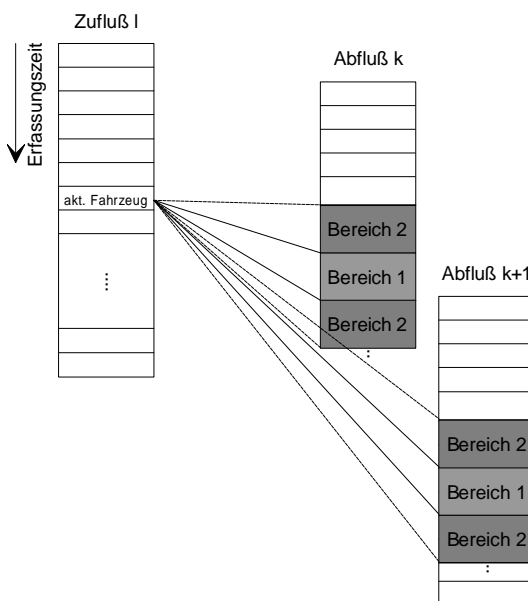 Zufluß l
Erfassungszeit
akt. Fahrzeug
....
Abfluß k
Bereich 2
Bereich 1
Bereich 2
:
Abfluß k+1
Bereich 2
Bereich 1
Bereich 2
: